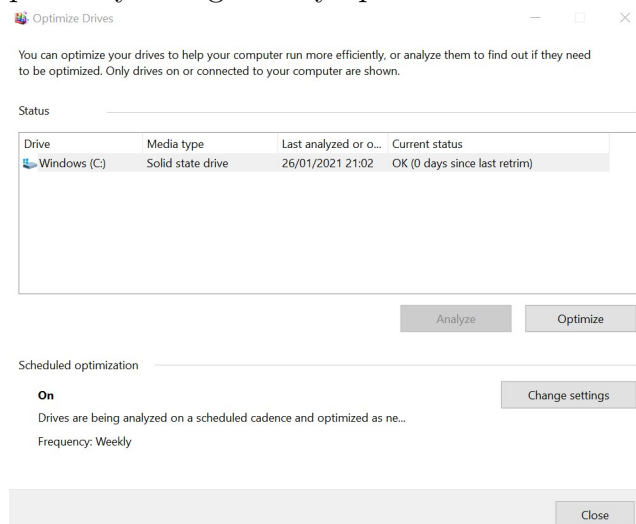 Optimize Drives
You can optimize your drives to help your computer run more efficiently, or analyze them to find out if they need
to be optimized. Only drives on or connected to your computer are shown.
Status
Drive Media type Last analyzed or o... Current status
Windows (C:) Solid state drive 26/01/2021 21:02 OK (0 days since last retrim)
Analyze Optimize
Scheduled optimization
On Change settings
Drives are being analyzed on a scheduled cadence and optimized as ne...
Frequency: Weekly
Close